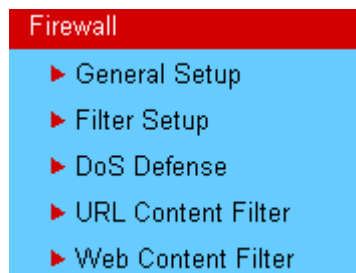 Firewall
General Setup
Filter Setup
DoS Defense
URL Content Filter
Web Content Filter